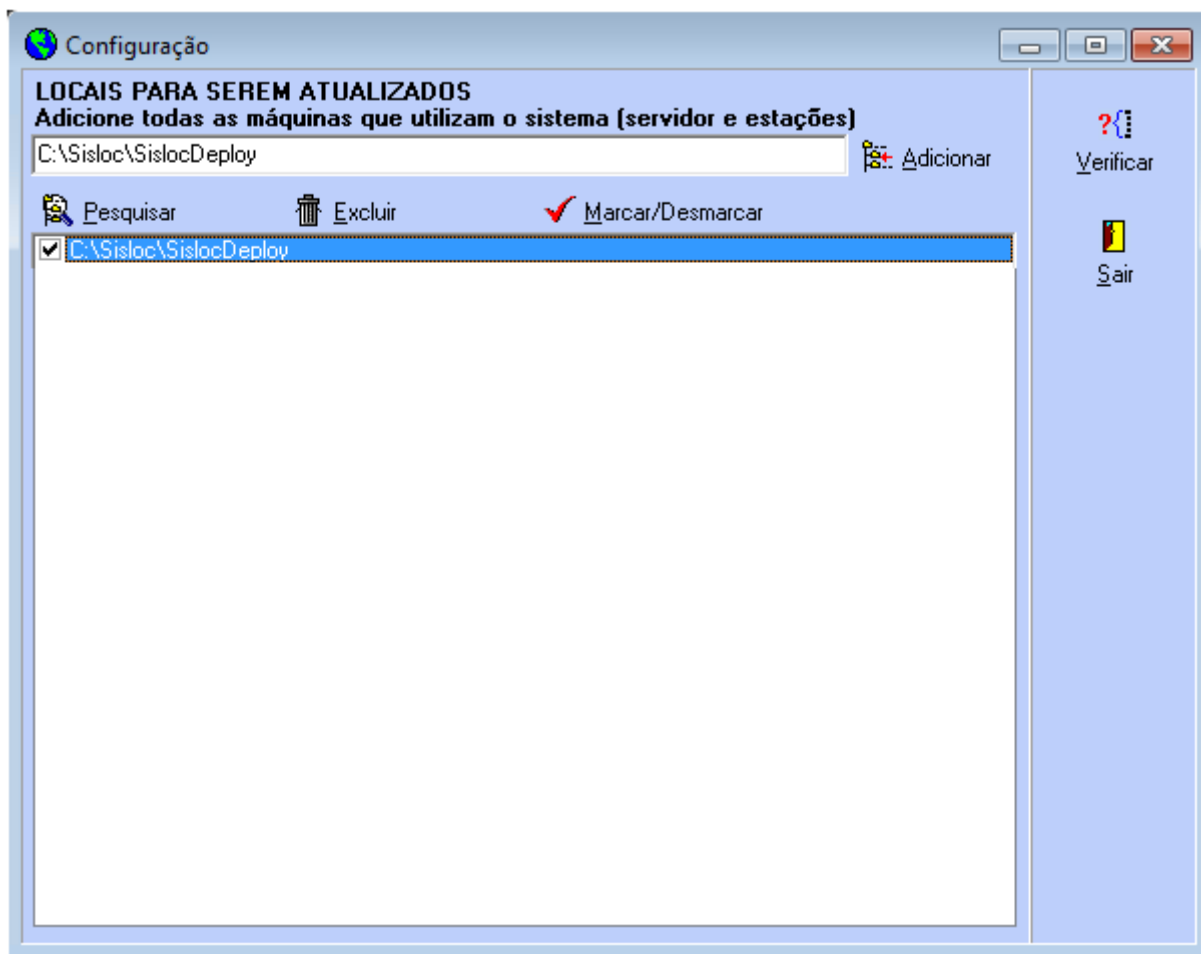 Configuração
LOCAIS PARA SEREM ATUALIZADOS
Adicione todas as máquinas que utilizam o sistema (servidor e estações)
C:\Sisloc\SislocDeploy
Adicionar
Verificar
Pesquisar
Excluir
Marcar/Desmarcar
C:\Sisloc\SislocDeploy
Sair